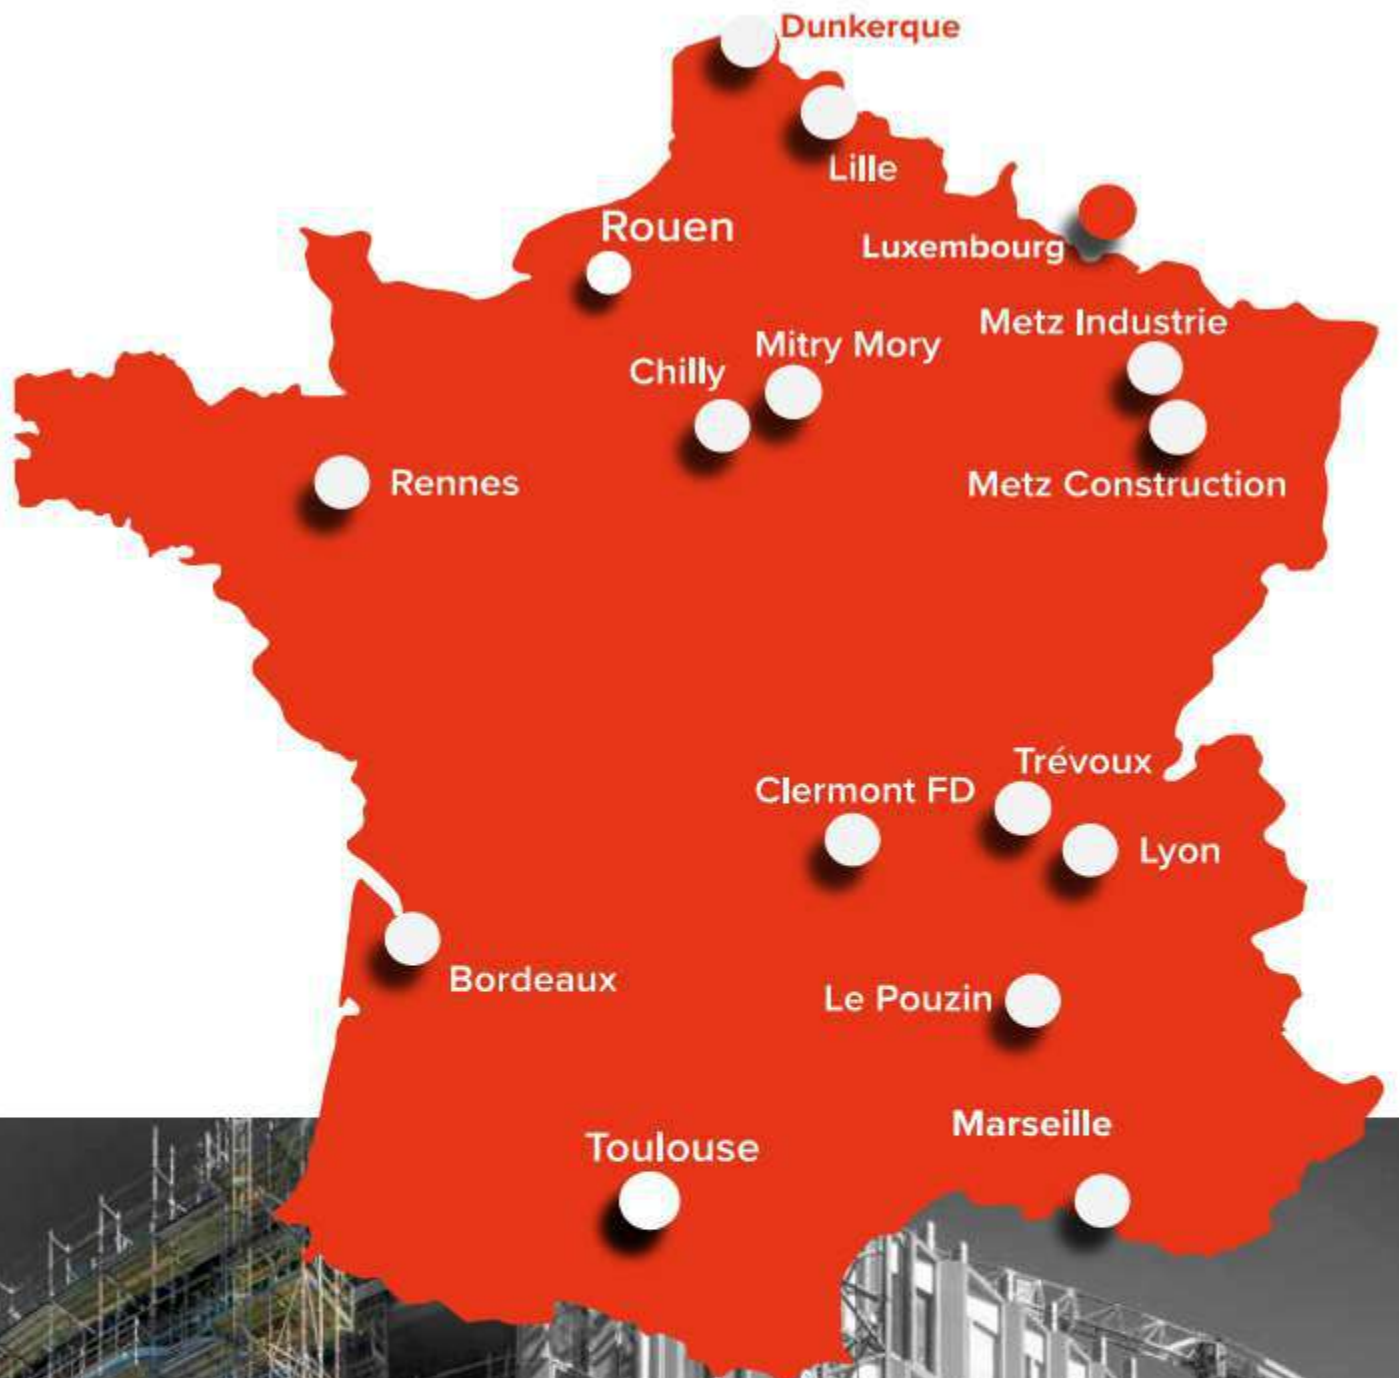 Dunkerque
Lille
Rouen
Luxembourg
Metz Industrie
Mitry Mory
Chilly
Rennes
Metz Construction
Trévoux
Clermont FD
Lyon
Bordeaux
Le Pouzin
Marseille
Toulouse